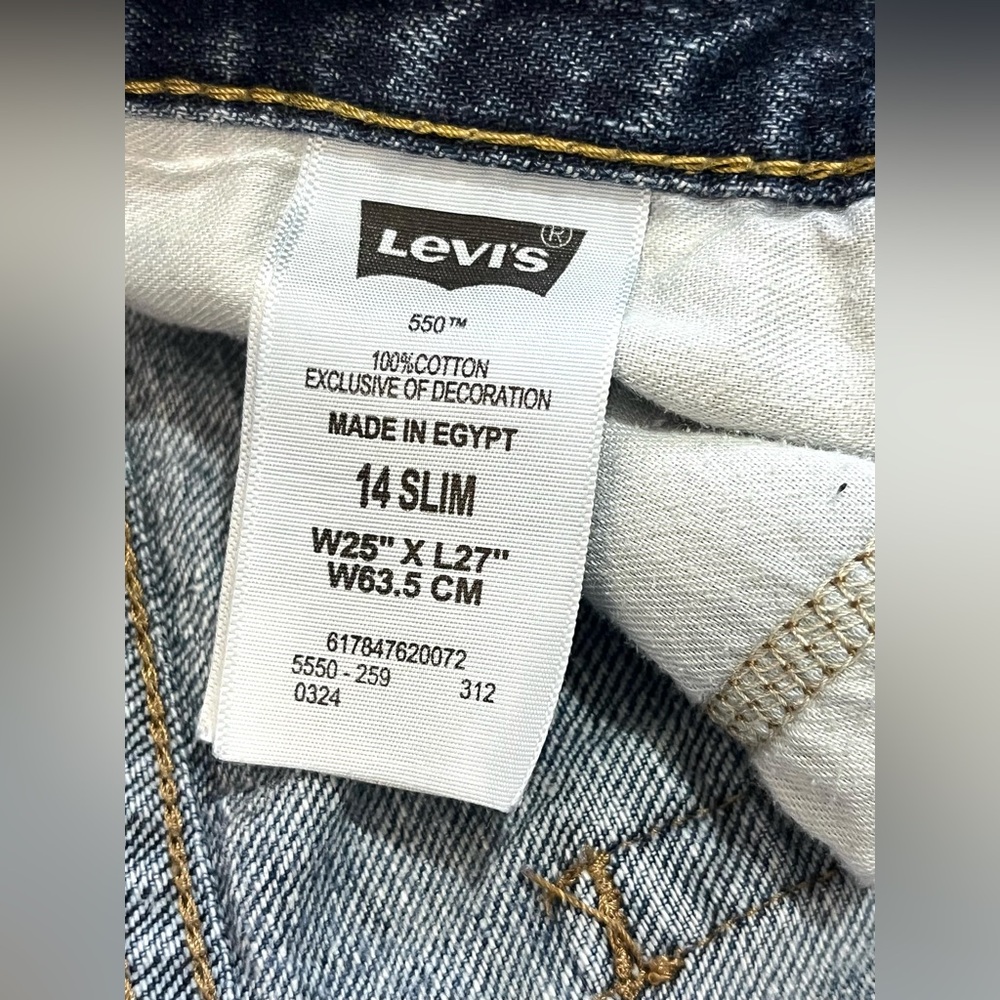 Levi's®
550™
100%COTTON
EXCLUSIVE OF DECORATION
MADE IN EGYPT
14 SLIM
W25" X L27"
W63.5 CM
617847620072
5550 - 259 312
0324